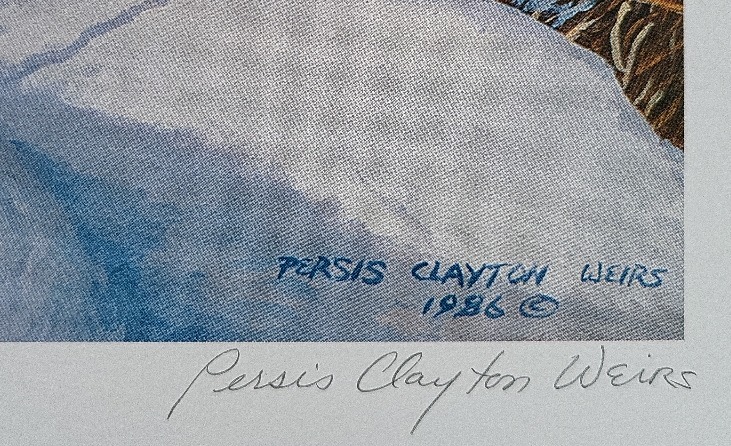 PERSIS CLAYTON WEIRS
1986 ©
Persis Clayton Weirs